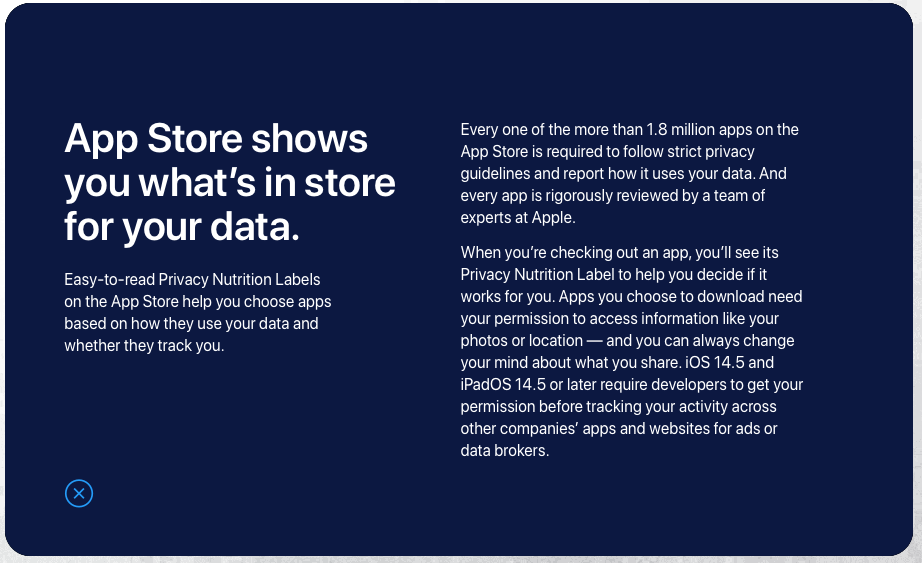 App Store shows
you what’s in store
for your data.
Easy-to-read Privacy Nutrition Labels
on the App Store help you choose apps
based on how they use your data and
whether they track you.
Every one of the more than 1.8 million apps on the
App Store is required to follow strict privacy
guidelines and report how it uses your data. And
every app is rigorously reviewed by a team of
experts at Apple.
When you’re checking out an app, you’ll see its
Privacy Nutrition Label to help you decide if it
works for you. Apps you choose to download need
your permission to access information like your
photos or location — and you can always change
your mind about what you share. iOS 14.5 and
iPadOS 14.5 or later require developers to get your
permission before tracking your activity across
other companies’ apps and websites for ads or
data brokers.